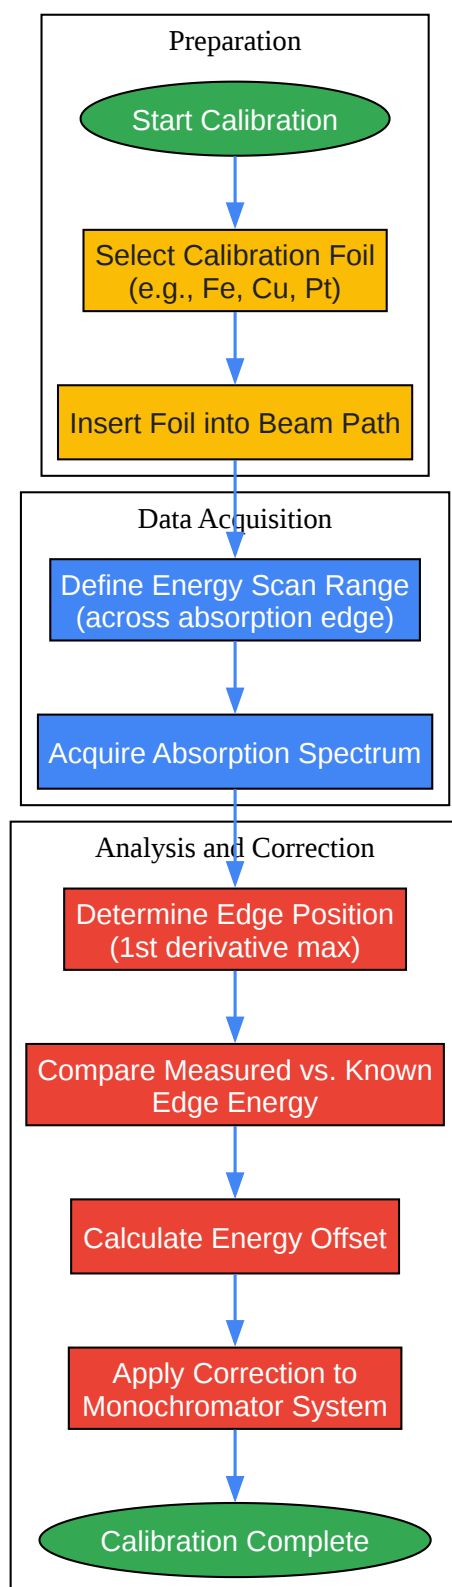 Preparation
Start Calibration
Select Calibration Foil
(e.g., Fe, Cu, Pt)
Insert Foil into Beam Path
Data Acquisition
Define Energy Scan Range
(across absorption edge)
Acquire Absorption Spectrum
Analysis and Correction
Determine Edge Position
(1st derivative max)
Compare Measured vs. Known
Edge Energy
Calculate Energy Offset
Apply Correction to
Monochromator System
Calibration Complete